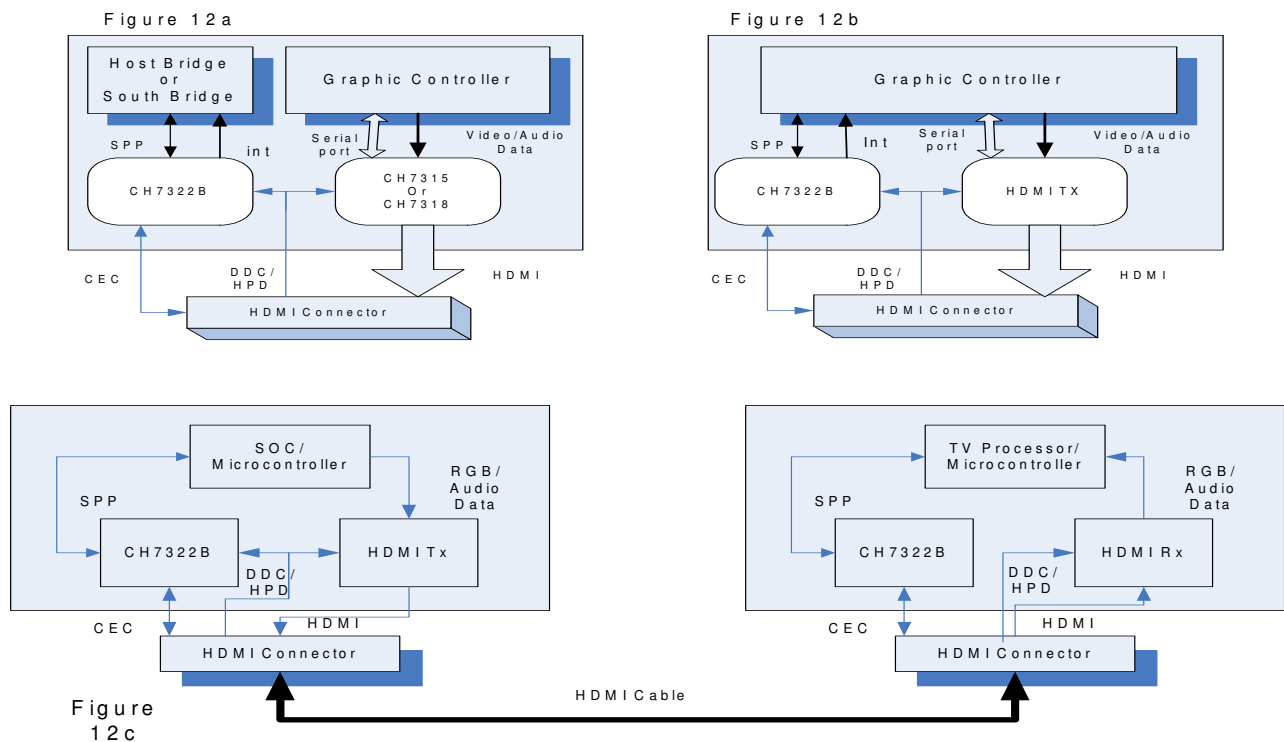 Figure 12a
Host Bridge
or
South Bridge
Graphic Controller
SPP
int
Serial
port
Video/Audio
Data
CH7322B
CH7315
Or
CH7318
CEC
DDC/
HPD
HDMI
HDMI Connector
Figure 12b
Graphic Controller
SPP
Int
Serial
port
Video/Audio
Data
CH7322B
HDMITX
CEC
DDC/
HPD
HDMI
HDMI Connector
SOC/
Microcontroller
RGB/
Audio
Data
SPP
CH7322B
HDMITx
DDC/
HPD
CEC
HDMI
HDMI Connector
TV Processor/
Microcontroller
RGB/
Audio
Data
SPP
CH7322B
HDMIRx
DDC/
HPD
CEC
HDMI
HDMI Connector
HDMI Cable
Figure
12c